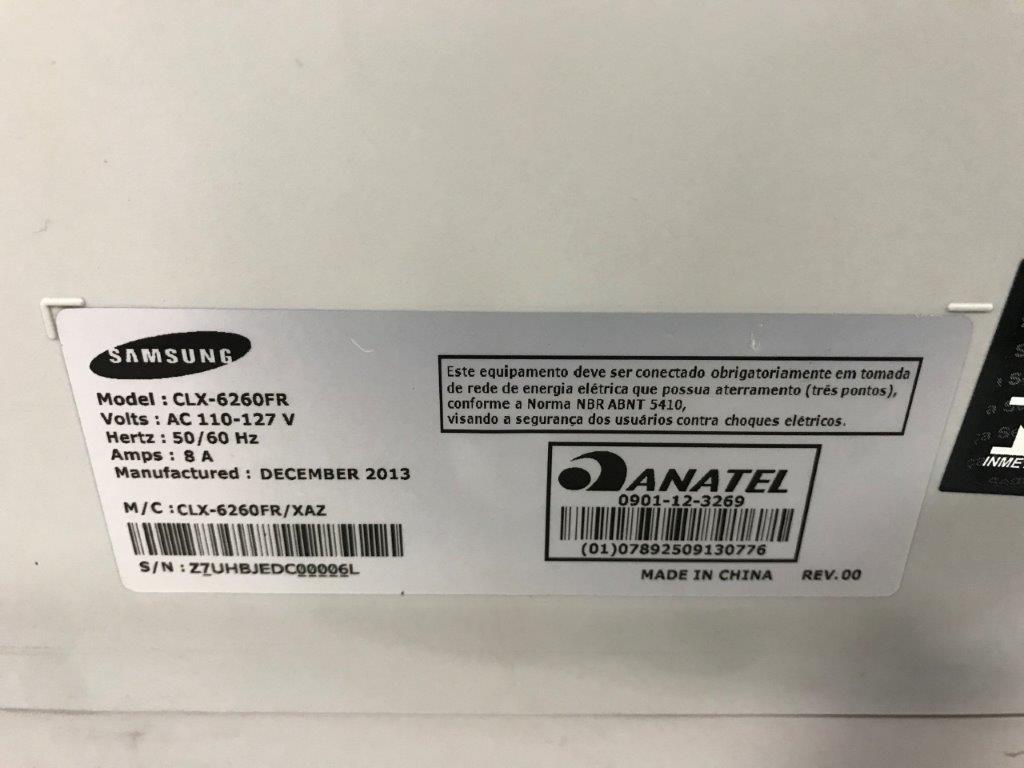 SAMSUNG
Model : CLX-6260FR
Volts : AC 110-127 V
Hertz : 50/60 Hz
Amps : 8 A
Manufactured : DECEMBER 2013
M/C : CLX-6260FR/XAZ
S/N : Z7UHBJEDC00006L
Este equipamento deve ser conectado obrigatoriamente em tomada
de rede de energia elétrica que possua aterramento (três pontos),
conforme a Norma NBR ABNT 5410,
visando a segurança dos usuários contra choques elétricos.
ANATEL
0901-12-3269
(01)07892509130776
MADE IN CHINA REV.00